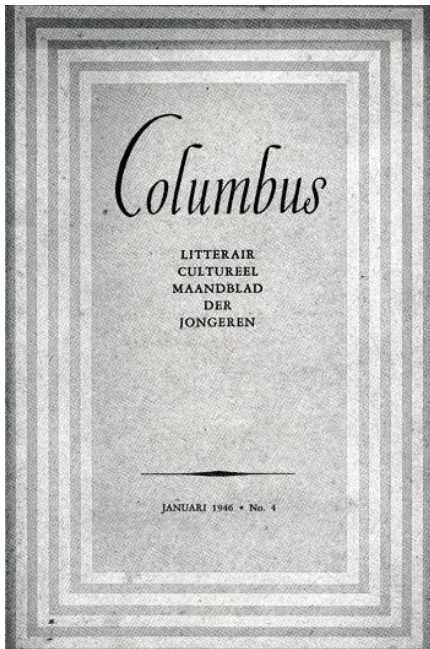 Columbus
LITTERAIR
CULTUREEL
MAANDBLAD
DER
JONGEREN
JANUARI 1946 • No. 4